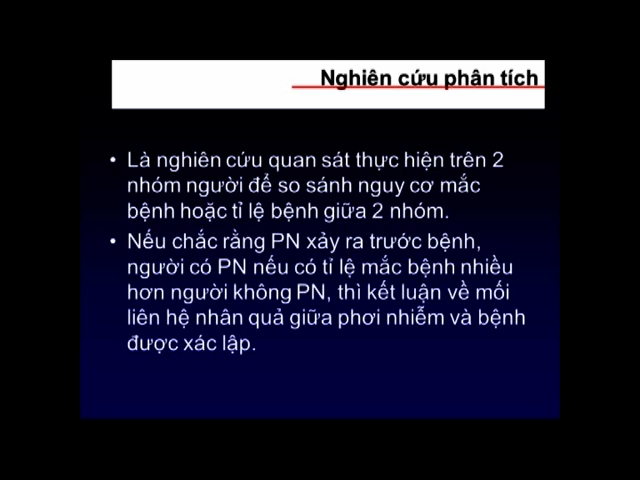 Nghiên cứu phân tích
• Là nghiên cứu quan sát thực hiện trên 2
nhóm người để so sánh nguy cơ mắc
bệnh hoặc tỉ lệ bệnh giữa 2 nhóm.
• Nếu chắc rằng PN xảy ra trước bệnh,
người có PN nếu có tỉ lệ mắc bệnh nhiều
hơn người không PN, thì kết luận về mối
liên hệ nhân quả giữa phơi nhiễm và bệnh
được xác lập.